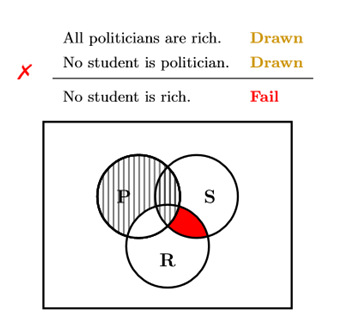 All politicians are rich. Drawn
No student is politician. Drawn
✗
No student is rich. Fail
P S
R